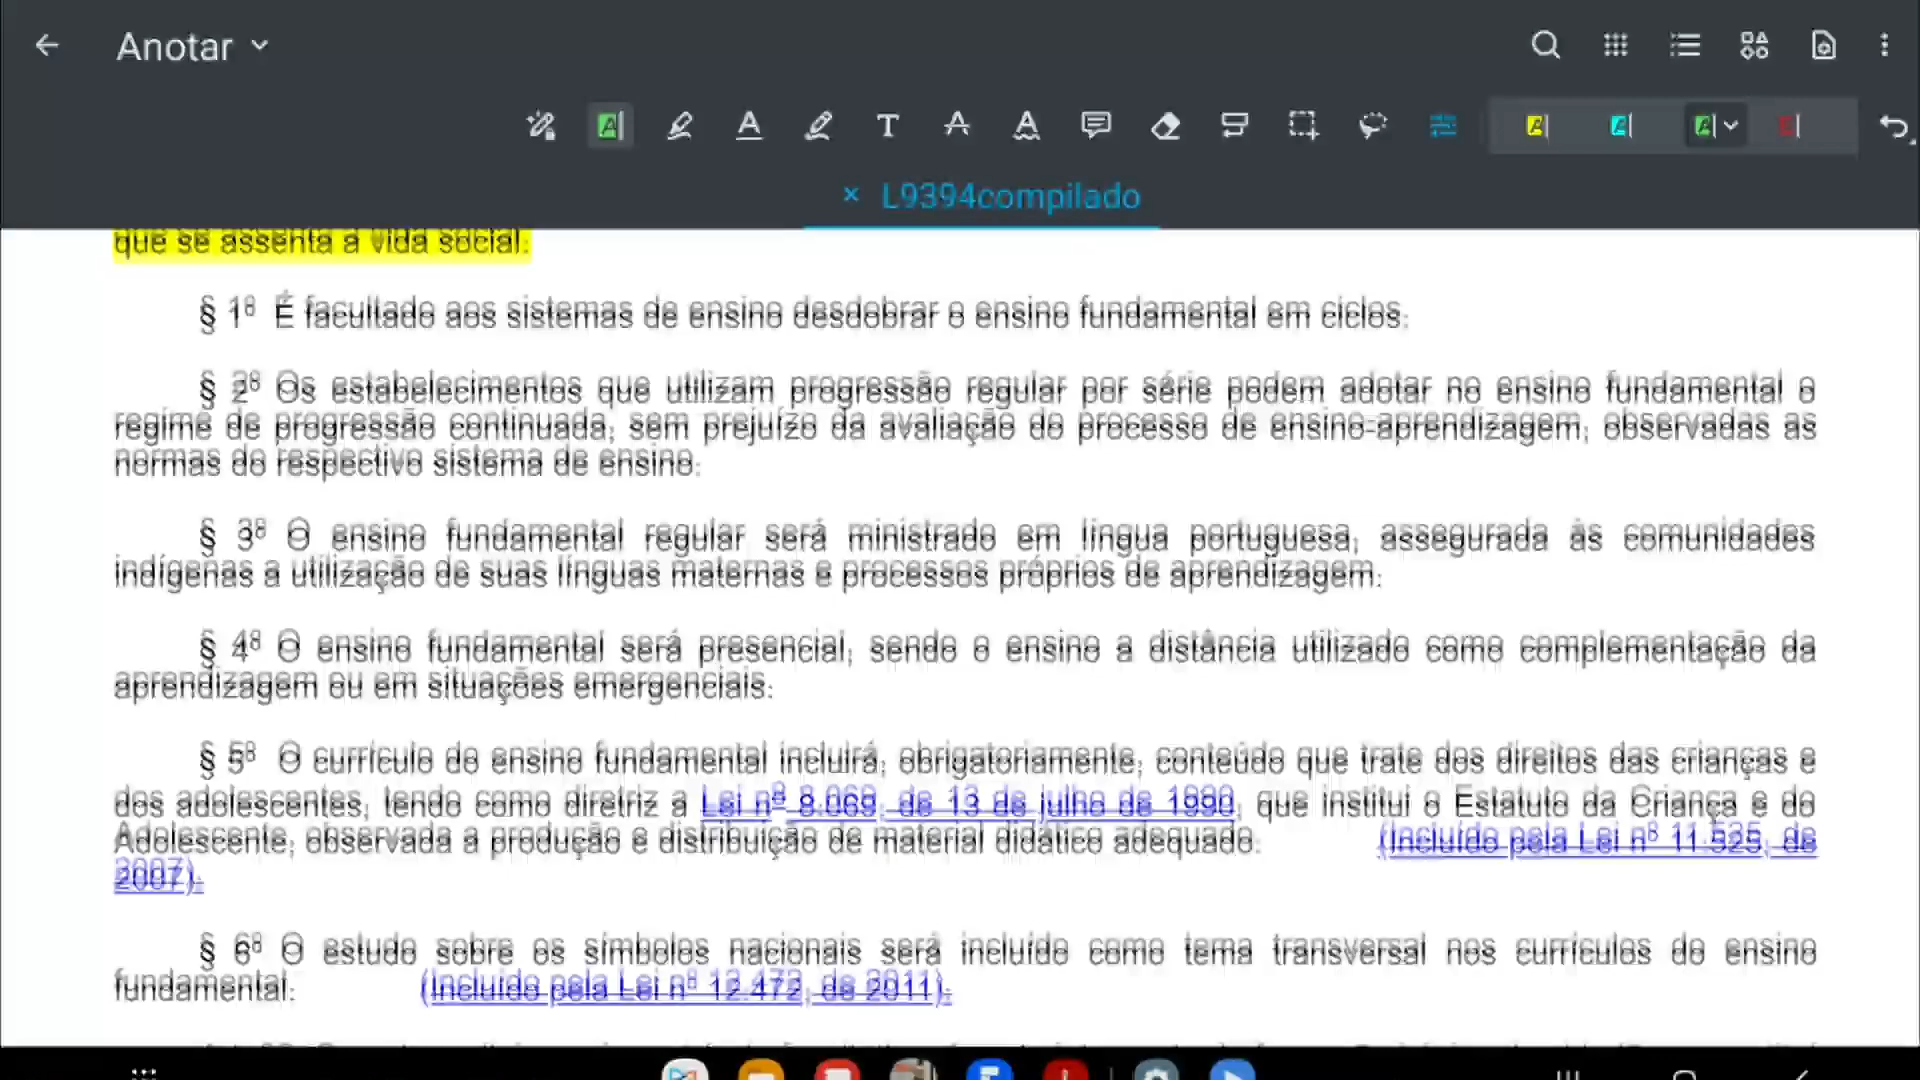 Anotar
L9394compilado
que se assenta a vida social.
§ 1º É facultado aos sistemas de ensino desdobrar o ensino fundamental em ciclos.
§ 2º Os estabelecimentos que utilizam progressão regular por série podem adotar no ensino fundamental o
regime de progressão continuada, sem prejuízo da avaliação do processo de ensino-aprendizagem, observadas as
normas do respectivo sistema de ensino.
§ 3º O ensino fundamental regular será ministrado em língua portuguesa, assegurada às comunidades
indígenas a utilização de suas línguas maternas e processos próprios de aprendizagem.
§ 4º O ensino fundamental será presencial, sendo o ensino a distância utilizado como complementação da
aprendizagem ou em situações emergenciais.
§ 5º O currículo do ensino fundamental incluirá, obrigatoriamente, conteúdo que trate dos direitos das crianças e
dos adolescentes, tendo como diretriz a Lei nº 8.069, de 13 de julho de 1990, que institui o Estatuto da Criança e do
Adolescente, observada a produção e distribuição de material didático adequado. (Incluído pela Lei nº 11.525, de
2007).
§ 6º O estudo sobre os símbolos nacionais será incluído como tema transversal nos currículos do ensino
fundamental. (Incluído pela Lei nº 12.472, de 2011).